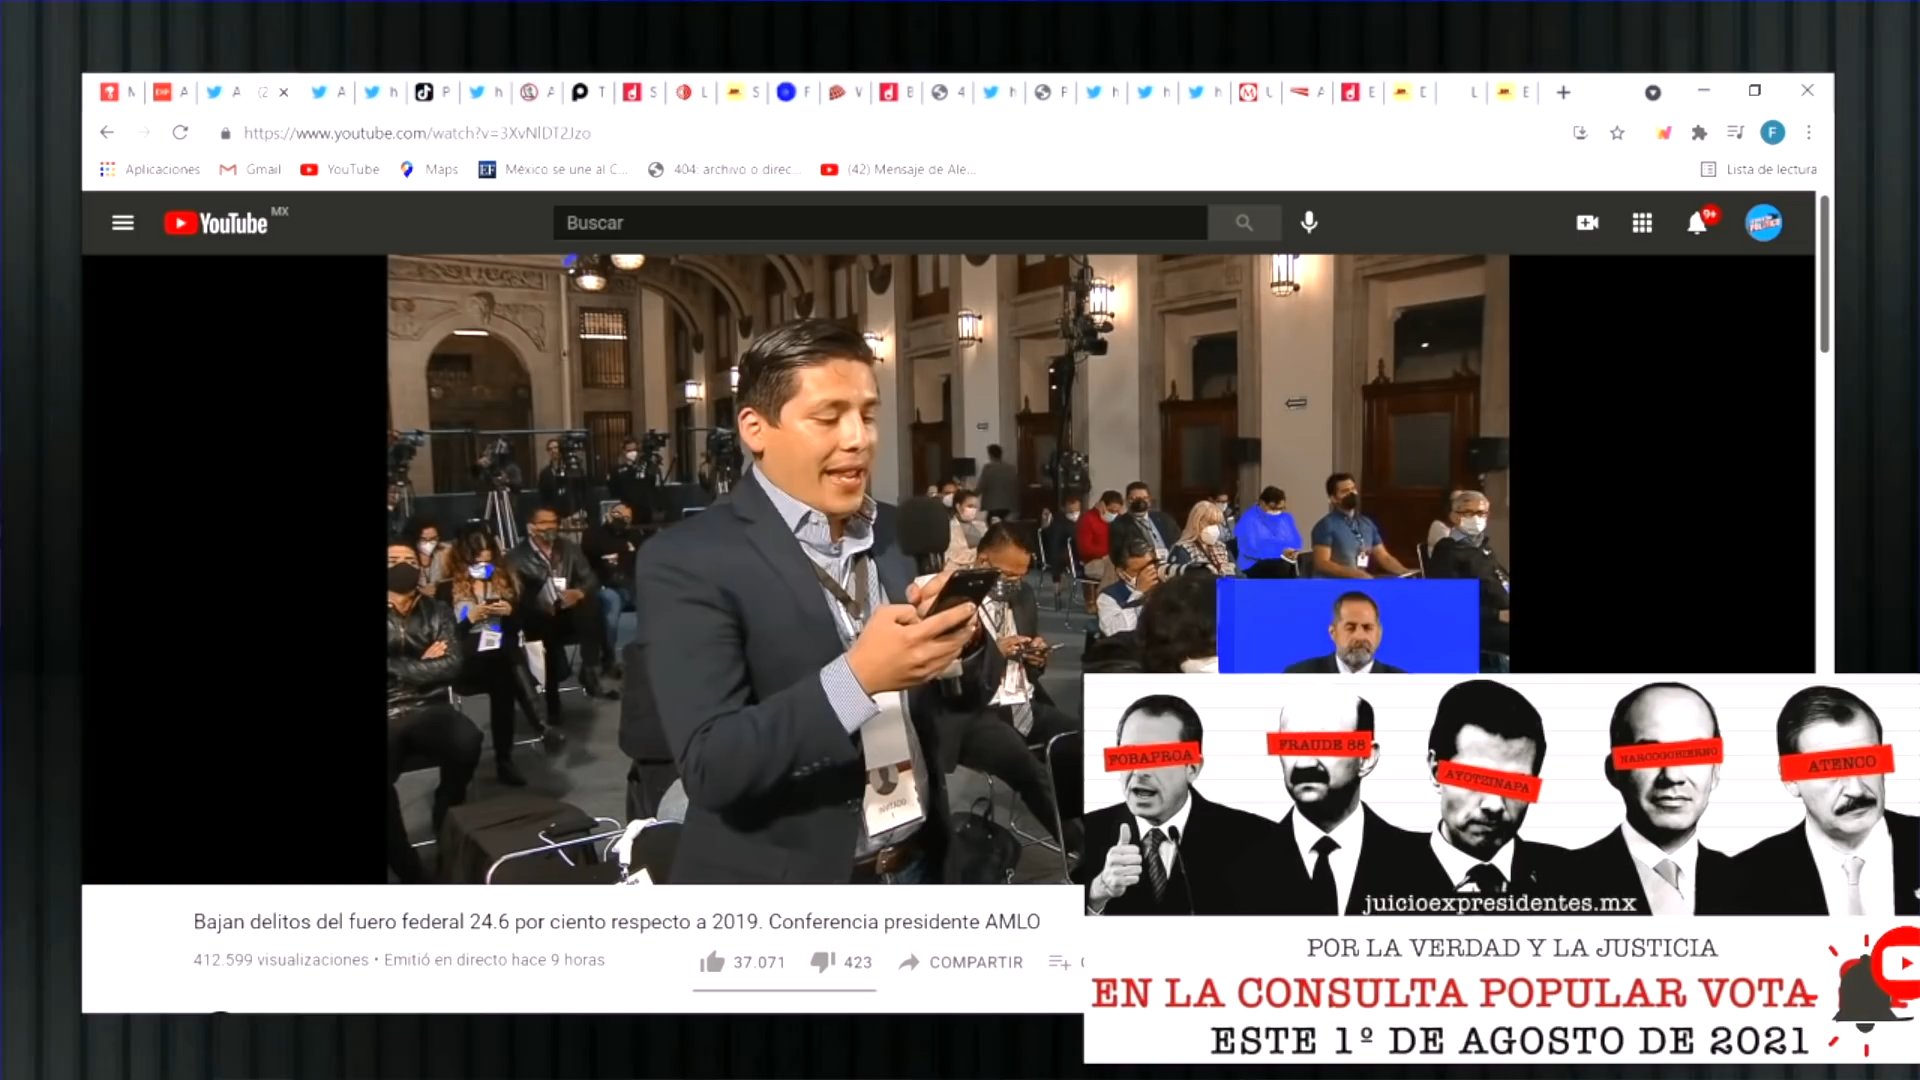 https://www.youtube.com/watch?v=3XvNlDT2Jzo
F
Aplicaciones
Gmail
YouTube
Maps
EF
México se une al C...
404: archivo o direc...
(42) Mensaje de Ale...
Lista de lectura
YouTube MX
Buscar
9+
INVITADO
FOBAPROA
FRAUDE 88
AYOTZINAPA
NARCOGOBIERNO
ATENCO
juicioexpresidentes.mx
Bajan delitos del fuero federal 24.6 por ciento respecto a 2019. Conferencia presidente AMLO
412.599 visualizaciones • Emitió en directo hace 9 horas
37.071
423
COMPARTIR
POR LA VERDAD Y LA JUSTICIA
EN LA CONSULTA POPULAR VOTA
ESTE 1º DE AGOSTO DE 2021